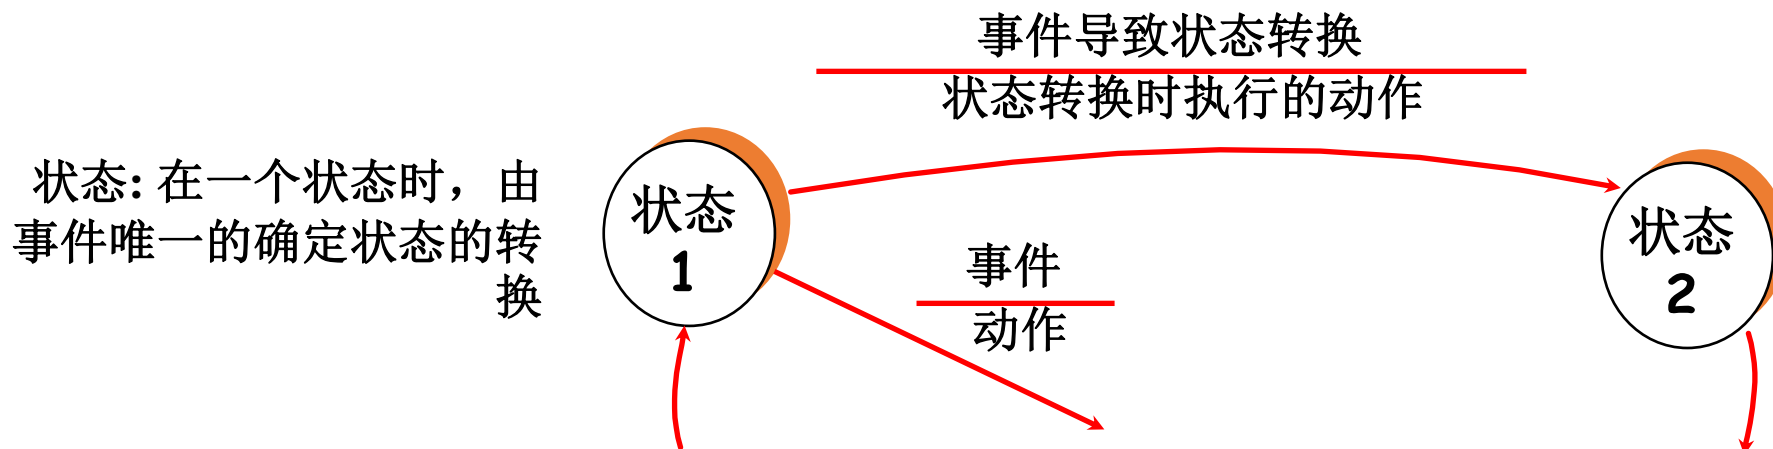 事件导致状态转换
状态转换时执行的动作
状态: 在一个状态时，由
事件唯一的确定状态的转
换
状态
1
事件
动作
状态
2